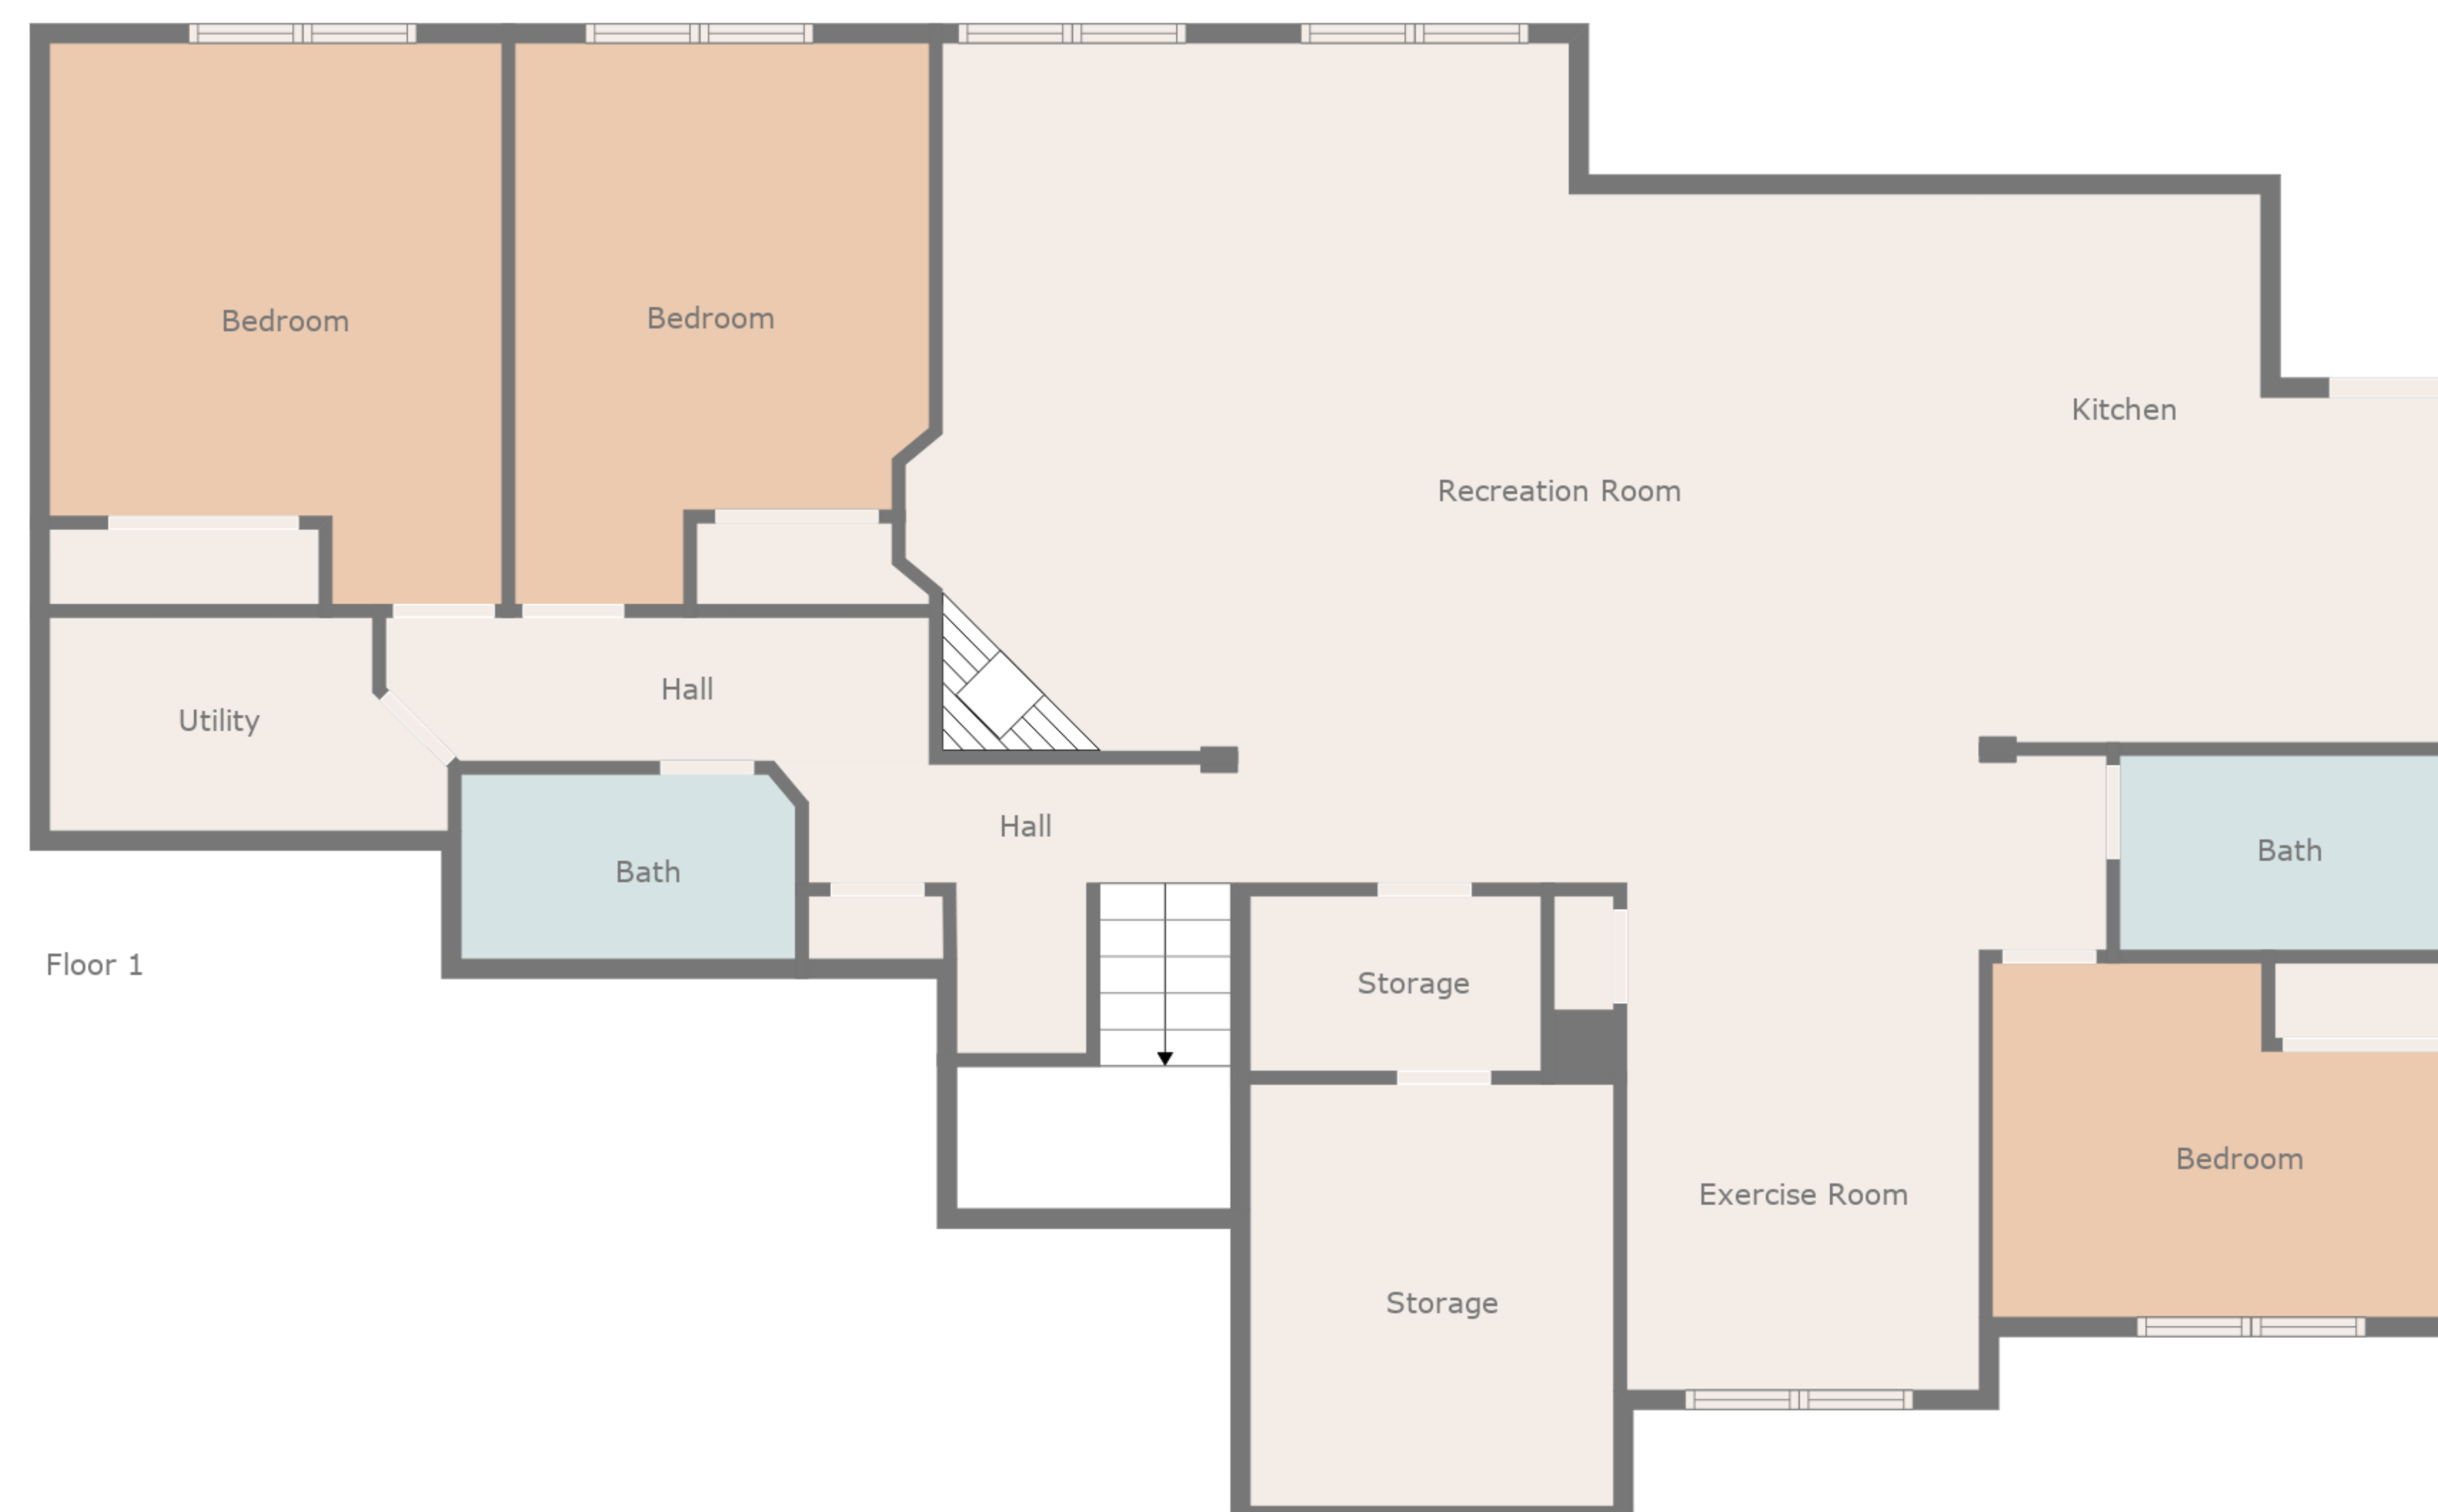 Bedroom
Bedroom
Kitchen
Recreation Room
Hall
Utility
Hall
Bath
Bath
Floor 1
Storage
Bedroom
Exercise Room
Storage